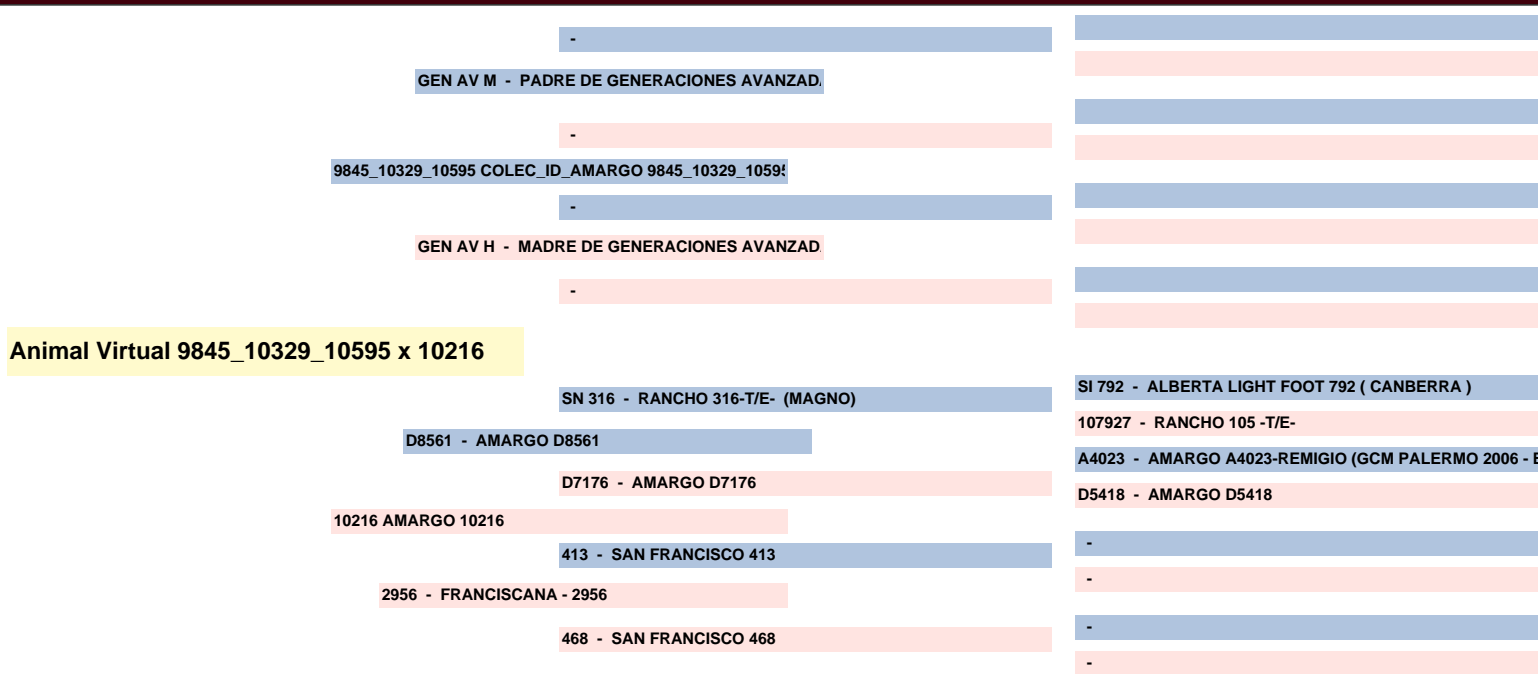 -
GEN AV M - PADRE DE GENERACIONES AVANZAD
-
9845_10329_10595 COLEC_ID_AMARGO 9845_10329_1059
-
GEN AV H - MADRE DE GENERACIONES AVANZAD
-
Animal Virtual 9845_10329_10595 x 10216
SI 792 - ALBERTA LIGHT FOOT 792 ( CANBERRA )
SN 316 - RANCHO 316-T/E- (MAGNO)
107927 - RANCHO 105 -T/E-
D8561 - AMARGO D8561
A4023 - AMARGO A4023-REMIGIO (GCM PALERMO 2006 -
D7176 - AMARGO D7176
D5418 - AMARGO D5418
10216 AMARGO 10216
-
413 - SAN FRANCISCO 413
-
2956 - FRANCISCANA - 2956
-
468 - SAN FRANCISCO 468
-